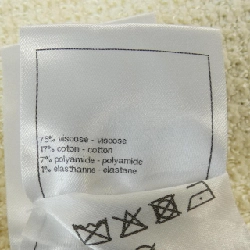 75% viscose - viscose
17% coton - cotton
7% polyamide - polyamide
1% elasthanne - elastane